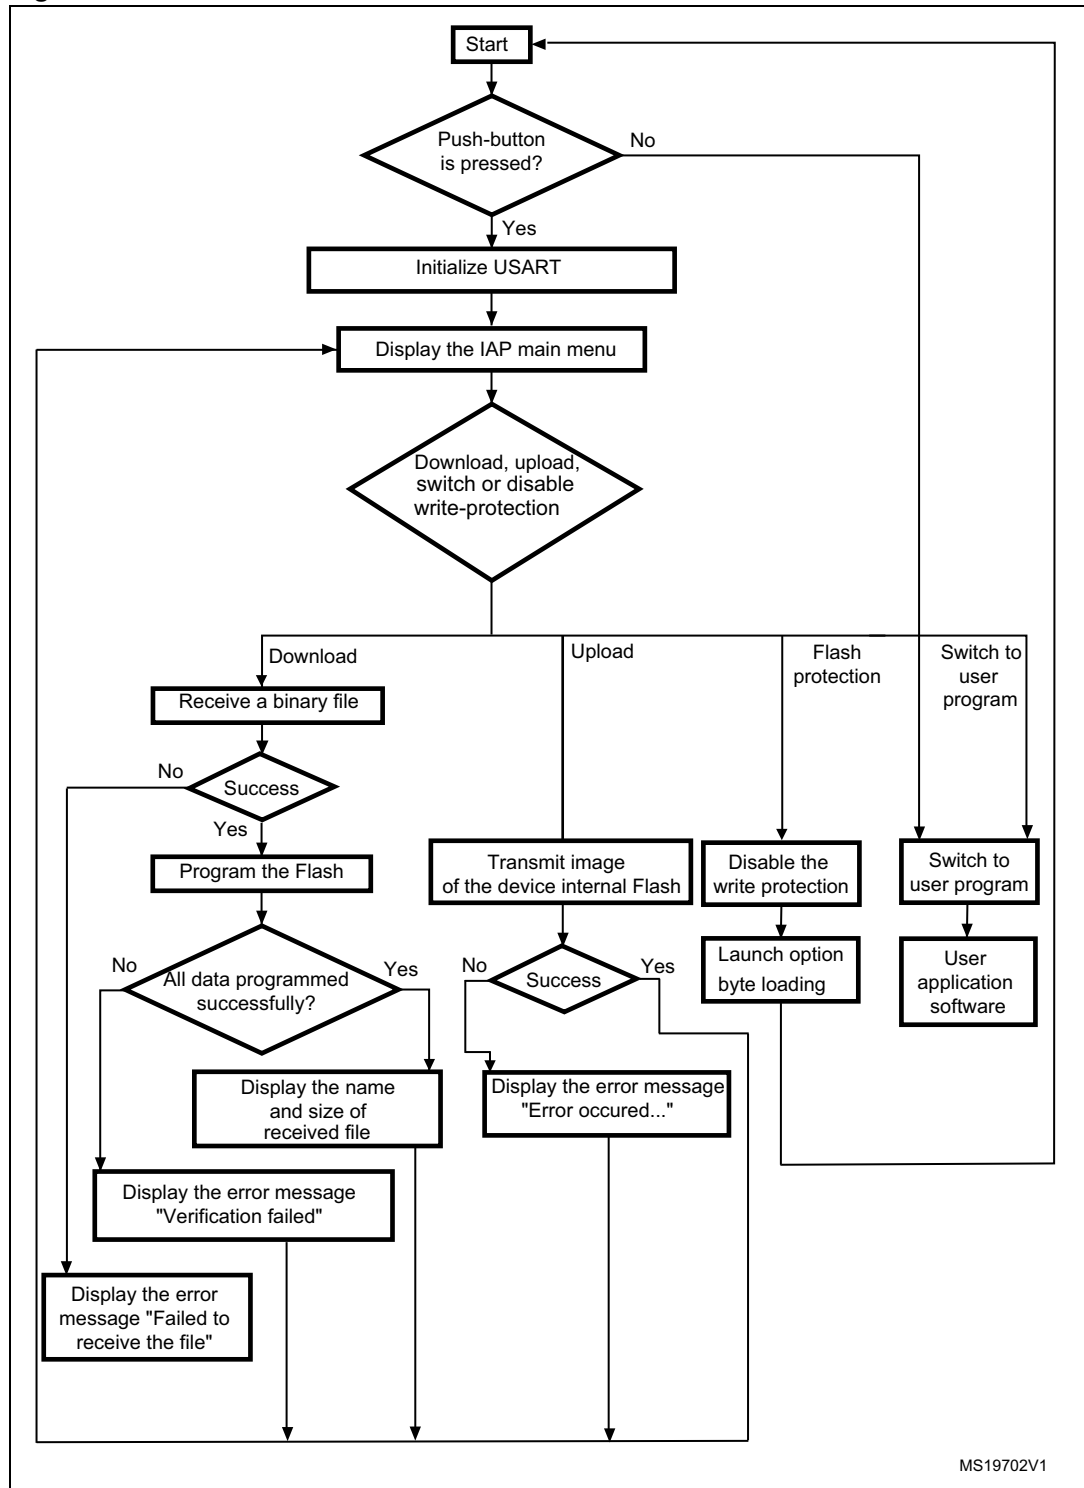 Start
Push-button
is pressed?
No
Yes
Initialize USART
Display the IAP main menu
Download, upload,
switch or disable
write-protection
Download
Upload
Flash
protection
Switch to
user
program
Receive a binary file
No
Success
Yes
Program the Flash
Transmit image
of the device internal Flash
Disable the
write protection
Switch to
user program
No
All data programmed
successfully?
Yes
No
Success
Yes
Launch option
byte loading
User
application
software
Display the name
and size of
received file
Display the error message
"Error occured..."
Display the error message
"Verification failed"
Display the error
message "Failed to
receive the file"
MS19702V1